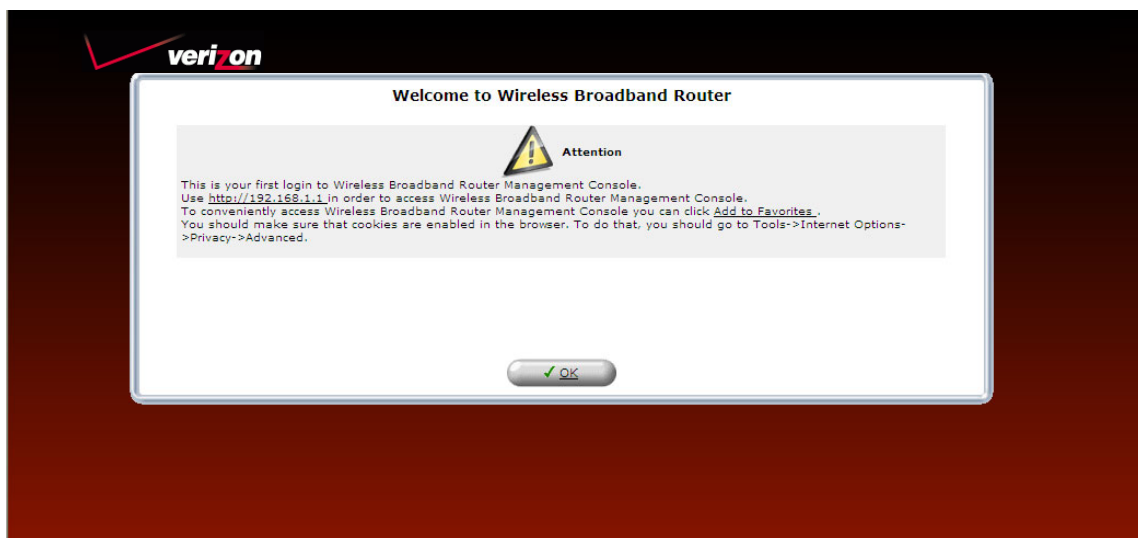 verizon
Welcome to Wireless Broadband Router
Attention
This is your first login to Wireless Broadband Router Management Console.
Use http://192.168.1.1 in order to access Wireless Broadband Router Management Console.
To conveniently access Wireless Broadband Router Management Console you can click Add to Favorites .
You should make sure that cookies are enabled in the browser. To do that, you should go to Tools->Internet Options-
>Privacy->Advanced.
OK